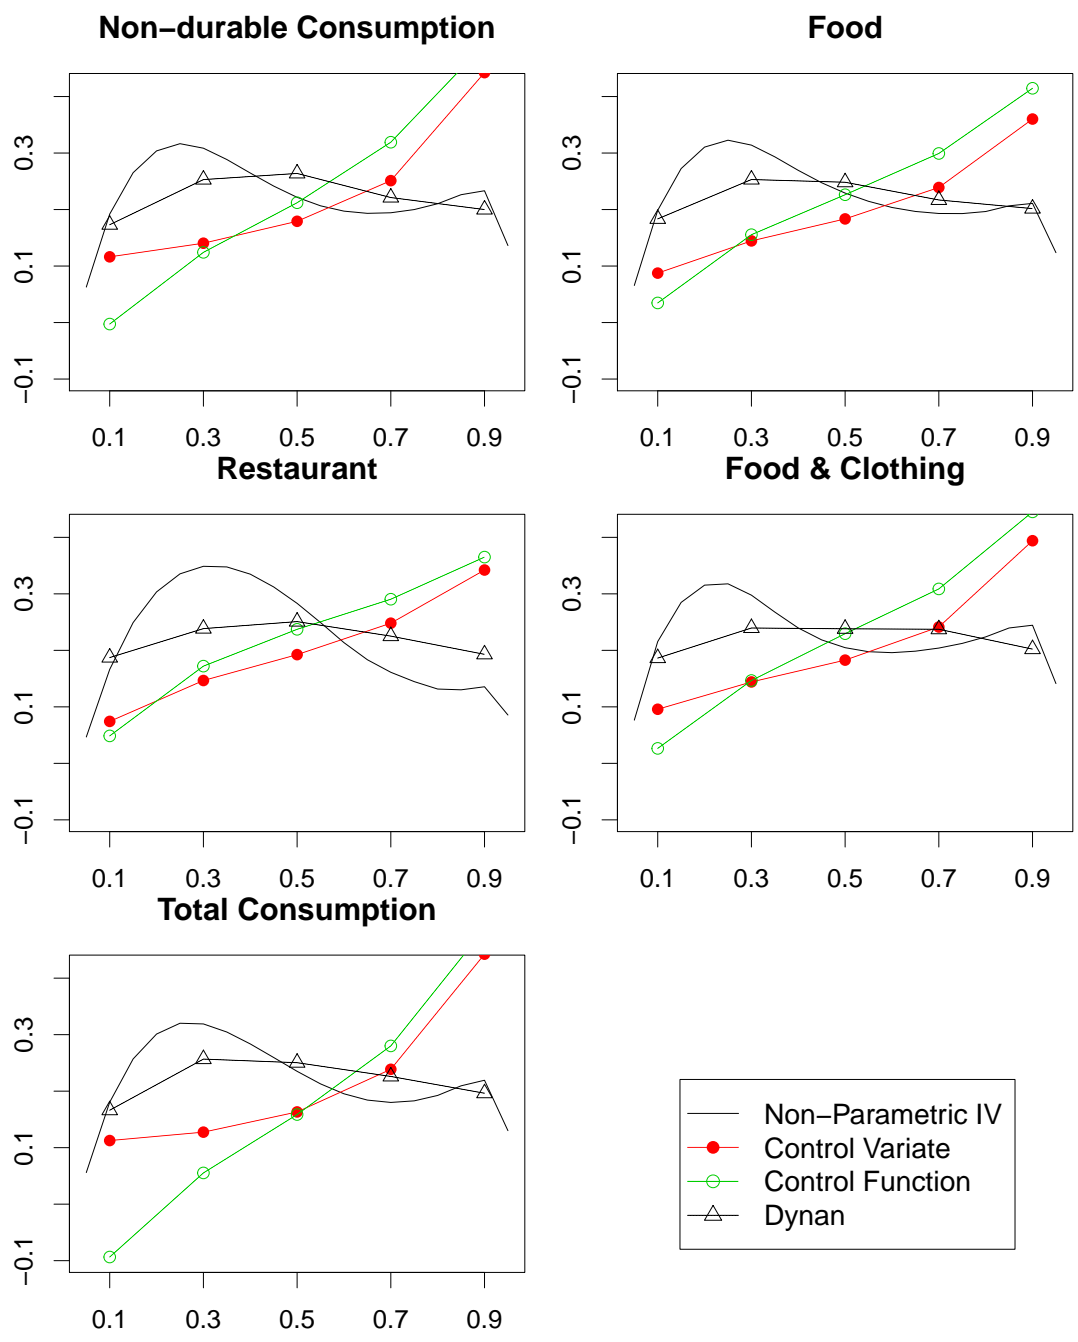 Non−durable Consumption
Food
0.3
0.1
−0.1
0.1 0.3 0.5 0.7 0.9
0.3
0.1
−0.1
0.1 0.3 0.5 0.7 0.9
Restaurant
Food & Clothing
0.3
0.1
−0.1
0.1 0.3 0.5 0.7 0.9
0.3
0.1
−0.1
0.1 0.3 0.5 0.7 0.9
Total Consumption
0.3
0.1
−0.1
0.1 0.3 0.5 0.7 0.9
Non−Parametric IV
Control Variate
Control Function
Dynan